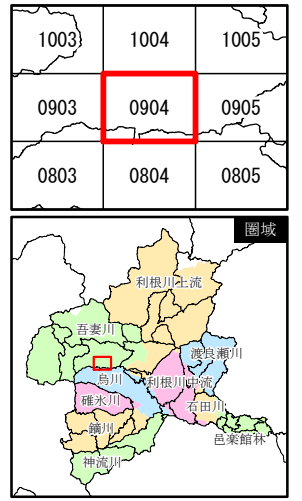 1003 1004 1005
0903 0904 0905
0803 0804 0805
圏域
利根川上流
吾妻川
渡良瀬川
烏川 利根川中流
碓氷川 石田川
鏑川 邑楽館林
神流川